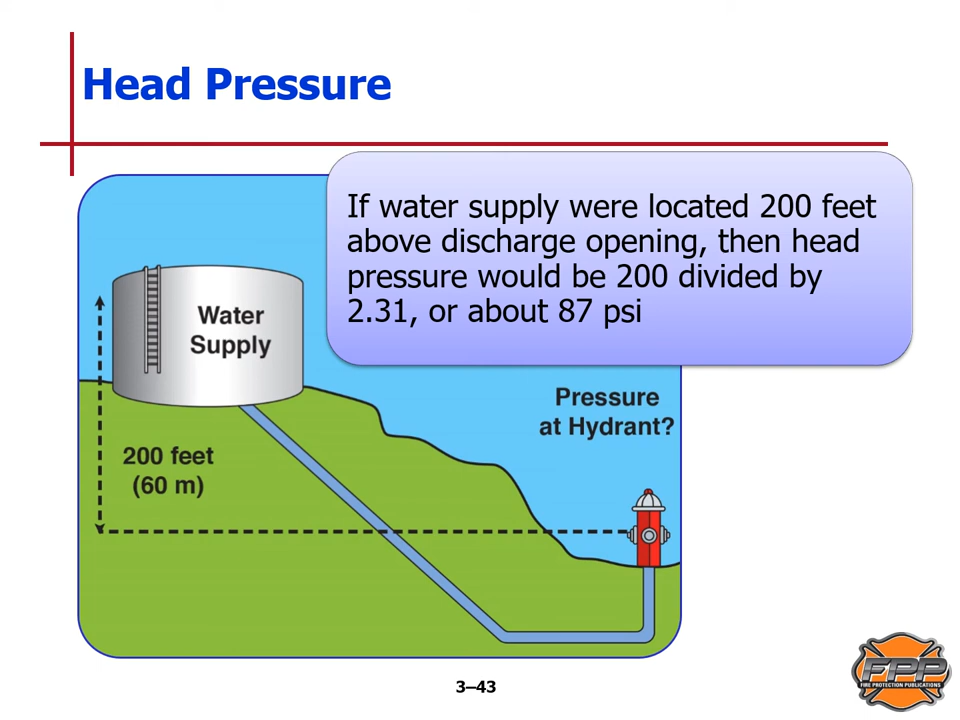 Head Pressure
If water supply were located 200 feet
above discharge opening, then head
pressure would be 200 divided by
2.31, or about 87 psi
Water
Supply
Pressure
at Hydrant?
200 feet
(60 m)
FPP
FIRE PROTECTION PUBLICATIONS
3–43